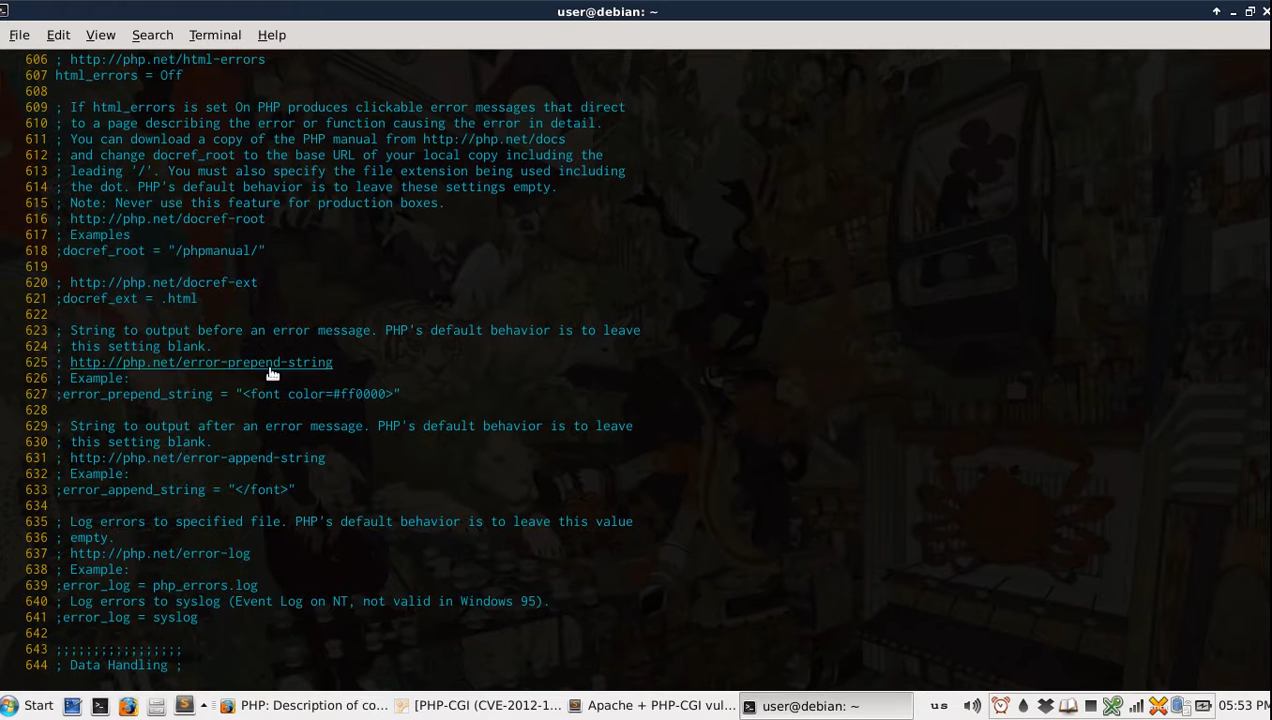 user@debian: ~
File Edit View Search Terminal Help
606 ; http://php.net/html-errors
607 html_errors = Off
608
609 ; If html_errors is set On PHP produces clickable error messages that direct
610 ; to a page describing the error or function causing the error in detail.
611 ; You can download a copy of the PHP manual from http://php.net/docs
612 ; and change docref_root to the base URL of your local copy including the
613 ; leading '/'. You must also specify the file extension being used including
614 ; the dot. PHP's default behavior is to leave these settings empty.
615 ; Note: Never use this feature for production boxes.
616 ; http://php.net/docref-root
617 ; Examples
618 ;docref_root = "/phpmanual/"
619
620 ; http://php.net/docref-ext
621 ;docref_ext = .html
622
623 ; String to output before an error message. PHP's default behavior is to leave
624 ; this setting blank.
625 ; http://php.net/error-prepend-string
626 ; Example:
627 ;error_prepend_string = "<font color=#ff0000>"
628
629 ; String to output after an error message. PHP's default behavior is to leave
630 ; this setting blank.
631 ; http://php.net/error-append-string
632 ; Example:
633 ;error_append_string = "</font>"
634
635 ; Log errors to specified file. PHP's default behavior is to leave this value
636 ; empty.
637 ; http://php.net/error-log
638 ; Example:
639 ;error_log = php_errors.log
640 ; Log errors to syslog (Event Log on NT, not valid in Windows 95).
641 ;error_log = syslog
642
643 ;;;;;;;;;;;;;;;;;
644 ; Data Handling ;
Start PHP: Description of co... [PHP-CGI (CVE-2012-1... Apache + PHP-CGI vul... user@debian: ~ us 05:53 PM